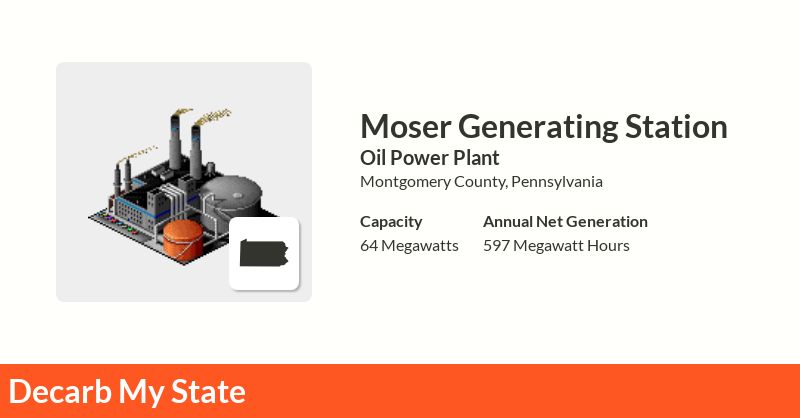 Moser Generating Station
Oil Power Plant
Montgomery County, Pennsylvania
Capacity
Annual Net Generation
64 Megawatts
597 Megawatt Hours
Decarb My State